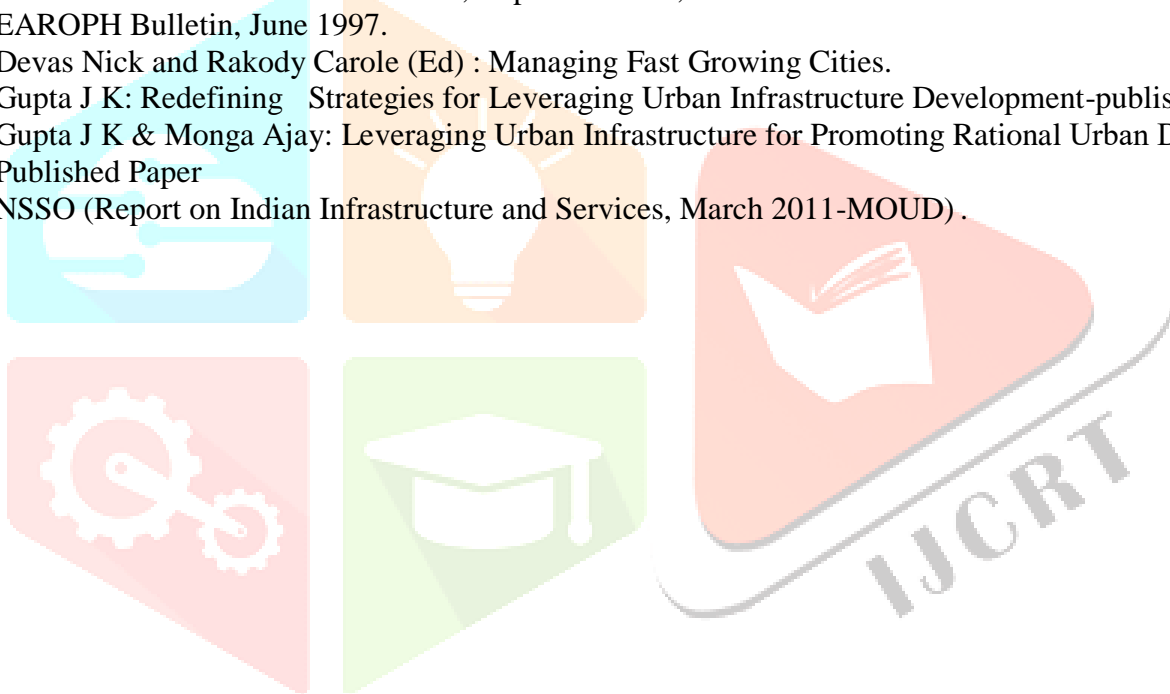 EAROPH Bulletin, June 1997.
Devas Nick and Rakody Carole (Ed) : Managing Fast Growing Cities.
Gupta J K: Redefining Strategies for Leveraging Urban Infrastructure Development-publis
Gupta J K & Monga Ajay: Leveraging Urban Infrastructure for Promoting Rational Urban D
Published Paper
NSSO (Report on Indian Infrastructure and Services, March 2011-MOUD) .
IJCRT